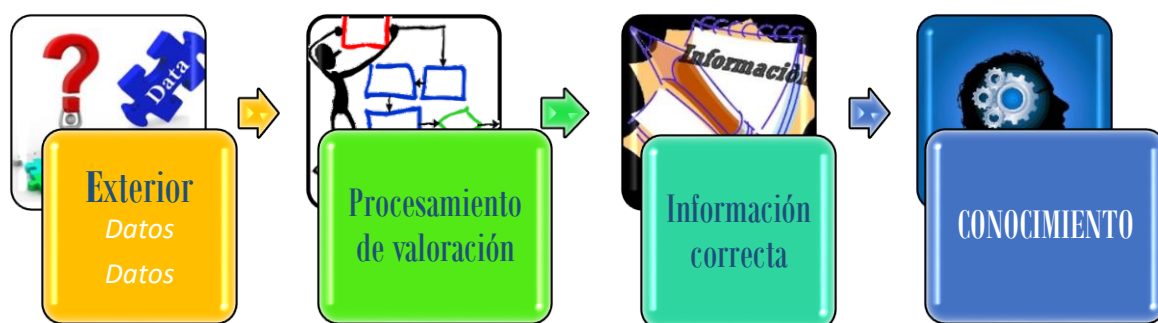 Data
Exterior
Datos
Datos
Procesamiento
de valoración
Información
Información
correcta
CONOCIMIENTO